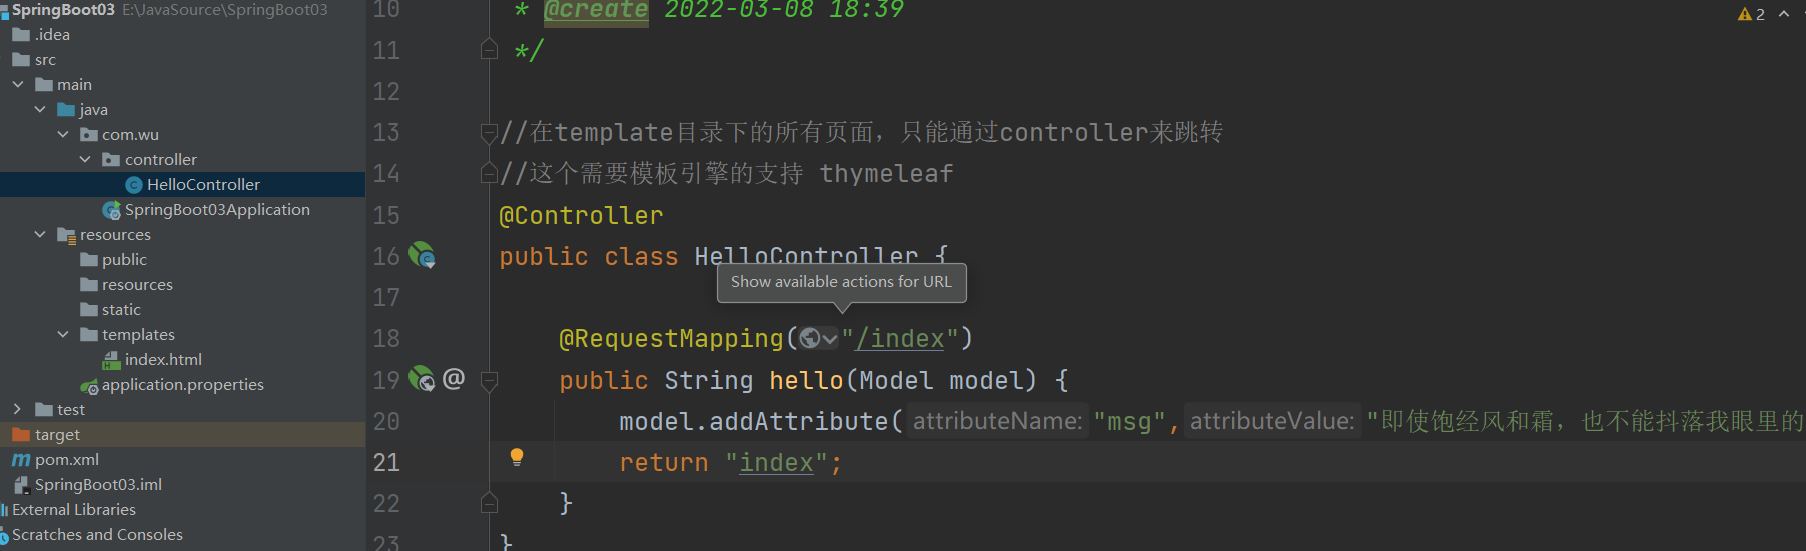 SpringBoot03 E:\JavaSource\SpringBoot03
.idea
src
main
java
com.wu
controller
HelloController
SpringBoot03Application
resources
public
resources
static
templates
index.html
application.properties
test
target
pom.xml
SpringBoot03.iml
External Libraries
Scratches and Consoles
10 * @create 2022-03-08 18:39
2
11 */
12
13 //在template目录下的所有页面，只能通过controller来跳转
14 //这个需要模板引擎的支持 thymeleaf
15 @Controller
16 public class HelloController {
Show available actions for URL
17
18 @RequestMapping("/index")
19 @ public String hello(Model model) {
20 model.addAttribute( attributeName: "msg", attributeValue: "即使饱经风和霜，也不能抖落我眼里的
21 return "index";
22 }
23 }